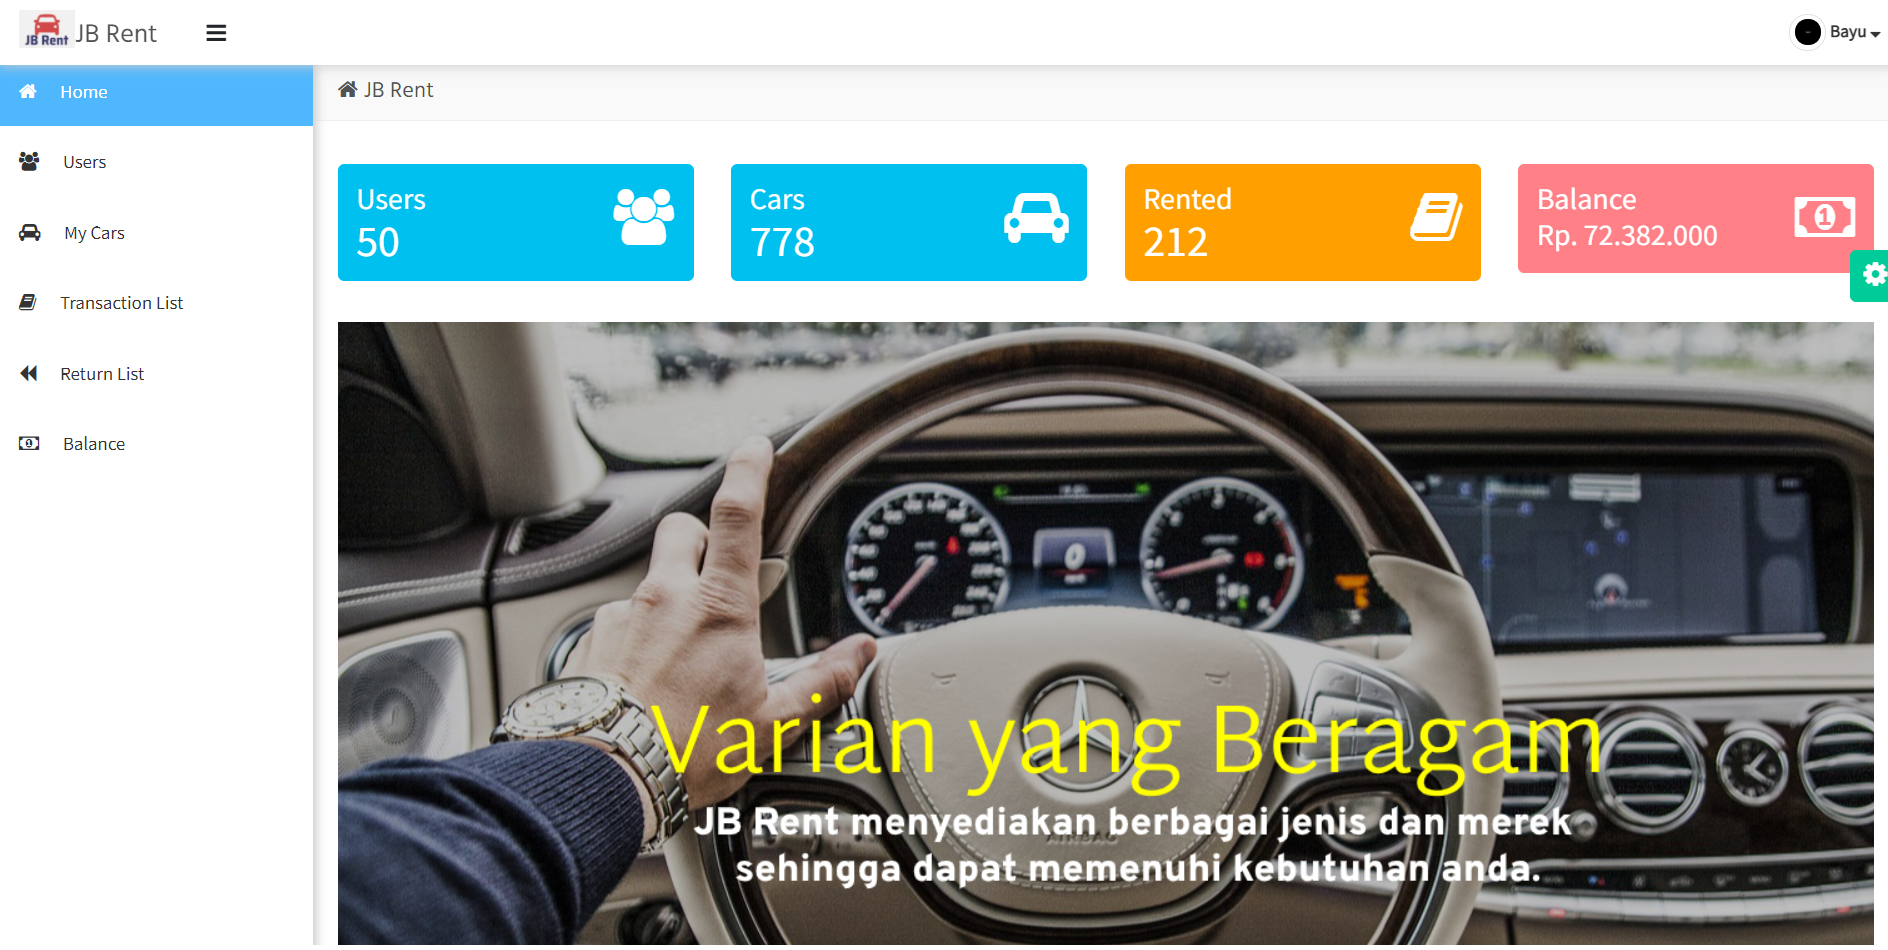 JB Rent
JB Rent
Bayu
Home
JB Rent
Users
My Cars
Transaction List
Return List
Balance
Users
50
Cars
778
Rented
212
Balance
Rp. 72.382.000
Varian yang Beragam
JB Rent menyediakan berbagai jenis dan merek
sehingga dapat memenuhi kebutuhan anda.